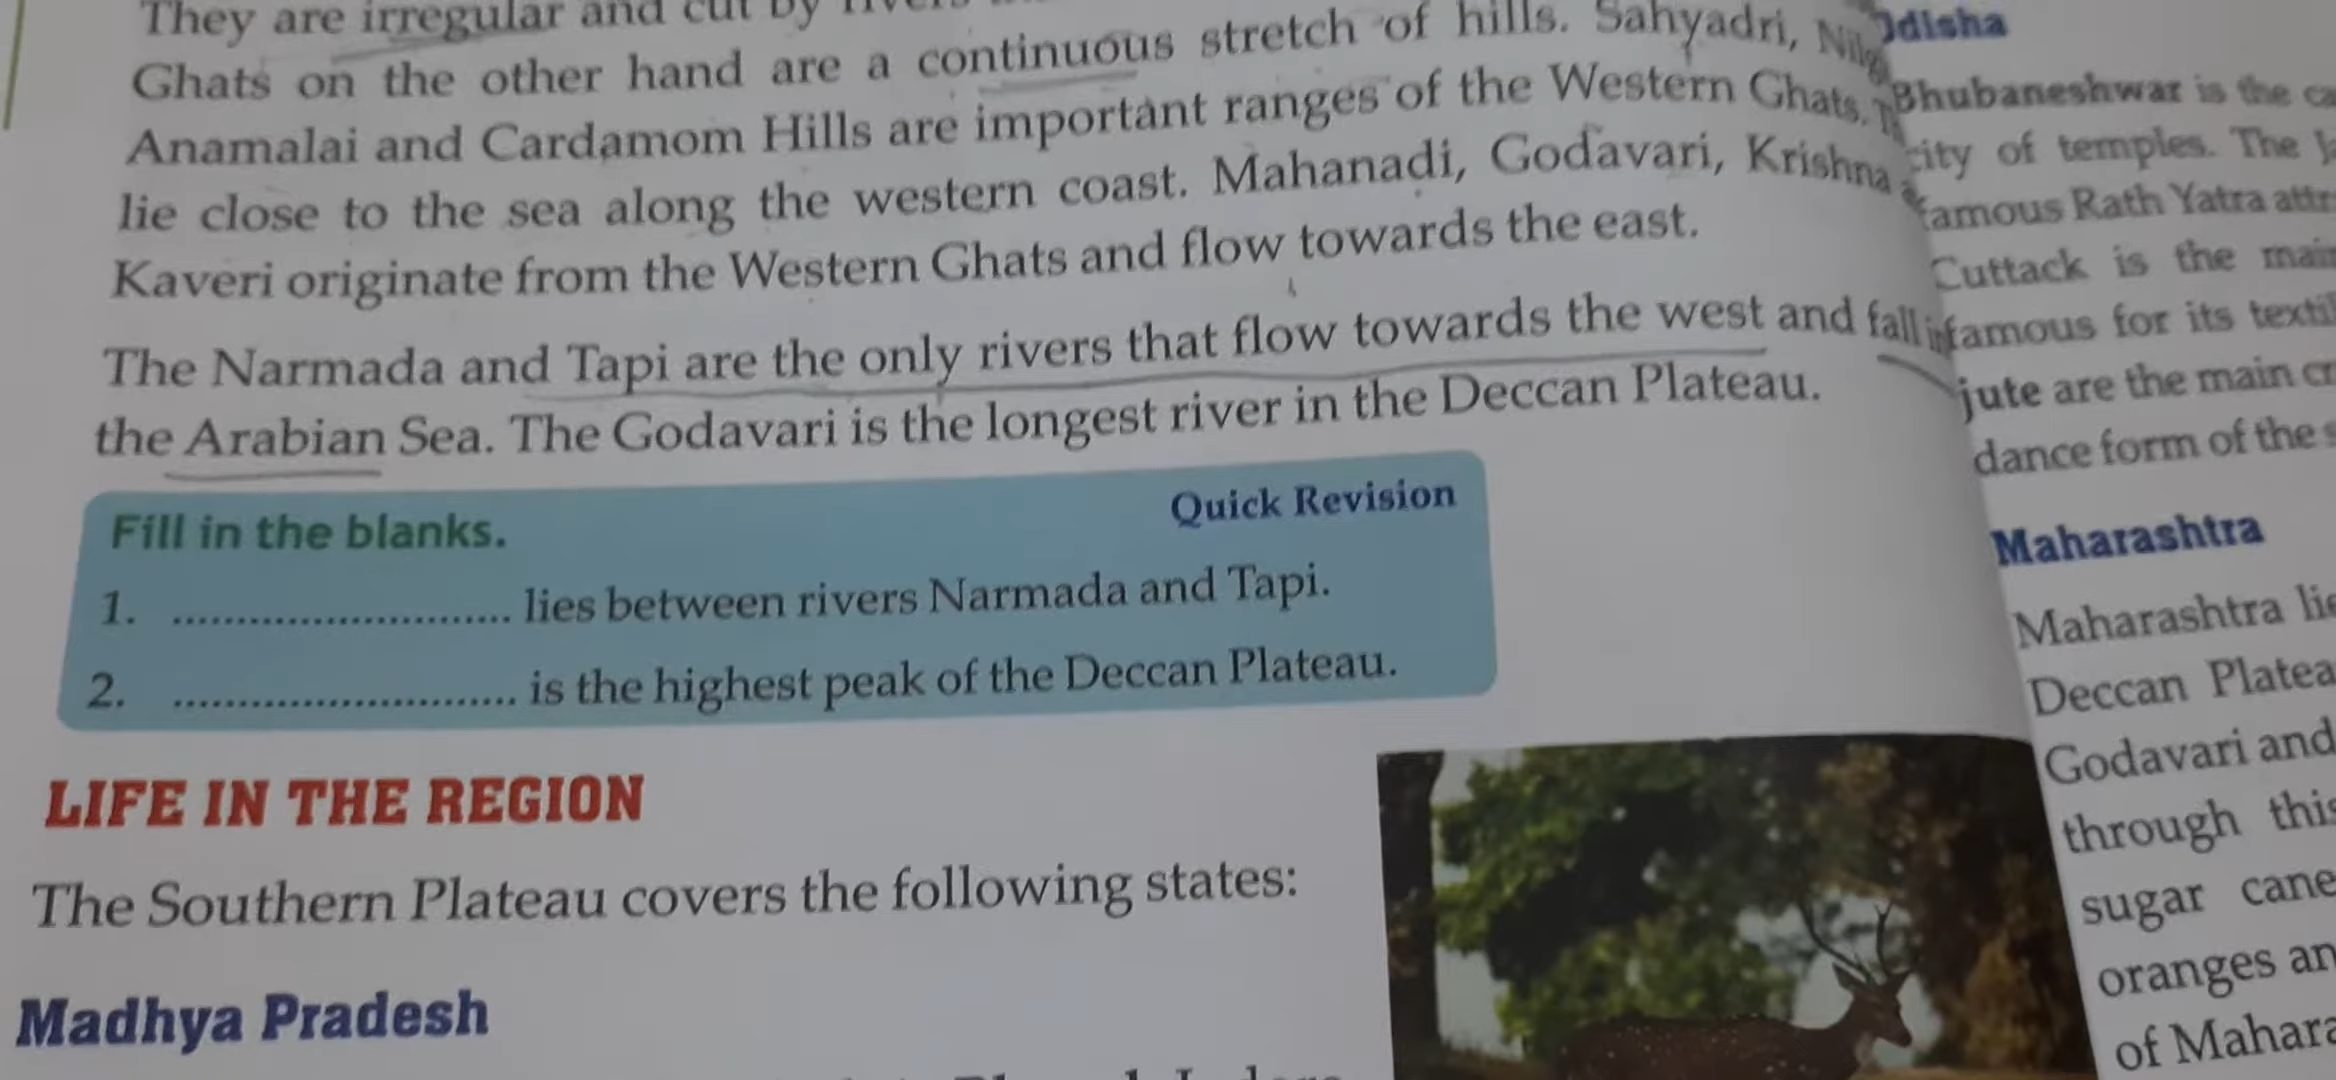 They are irregular and cut by rivers
Ghats on the other hand are a continuous stretch of hills. Sahyadri,
Anamalai and Cardamom Hills are important ranges of the Western Ghats.
lie close to the sea along the western coast. Mahanadi, Godavari, Krishna
Kaveri originate from the Western Ghats and flow towards the east.
The Narmada and Tapi are the only rivers that flow towards the west and fall
the Arabian Sea. The Godavari is the longest river in the Deccan Plateau.
Quick Revision
Fill in the blanks.
1. .......................... lies between rivers Narmada and Tapi.
2. .......................... is the highest peak of the Deccan Plateau.
LIFE IN THE REGION
The Southern Plateau covers the following states:
Madhya Pradesh
Odisha
Bhubaneshwar is the
city of temples. The
famous Rath Yatra
Cuttack is the
famous for its
jute are the main
dance form of the
Maharashtra
Maharashtra
Deccan
Godavari and
through
sugar cane
oranges
of